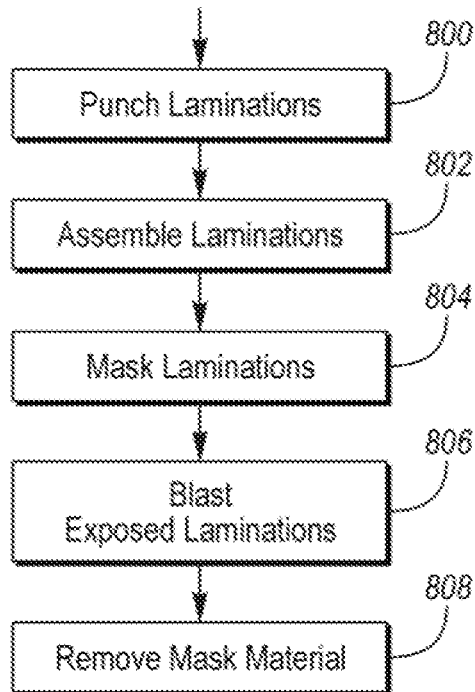 800
Punch Laminations
802
Assemble Laminations
804
Mask Laminations
806
Blast
Exposed Laminations
808
Remove Mask Material